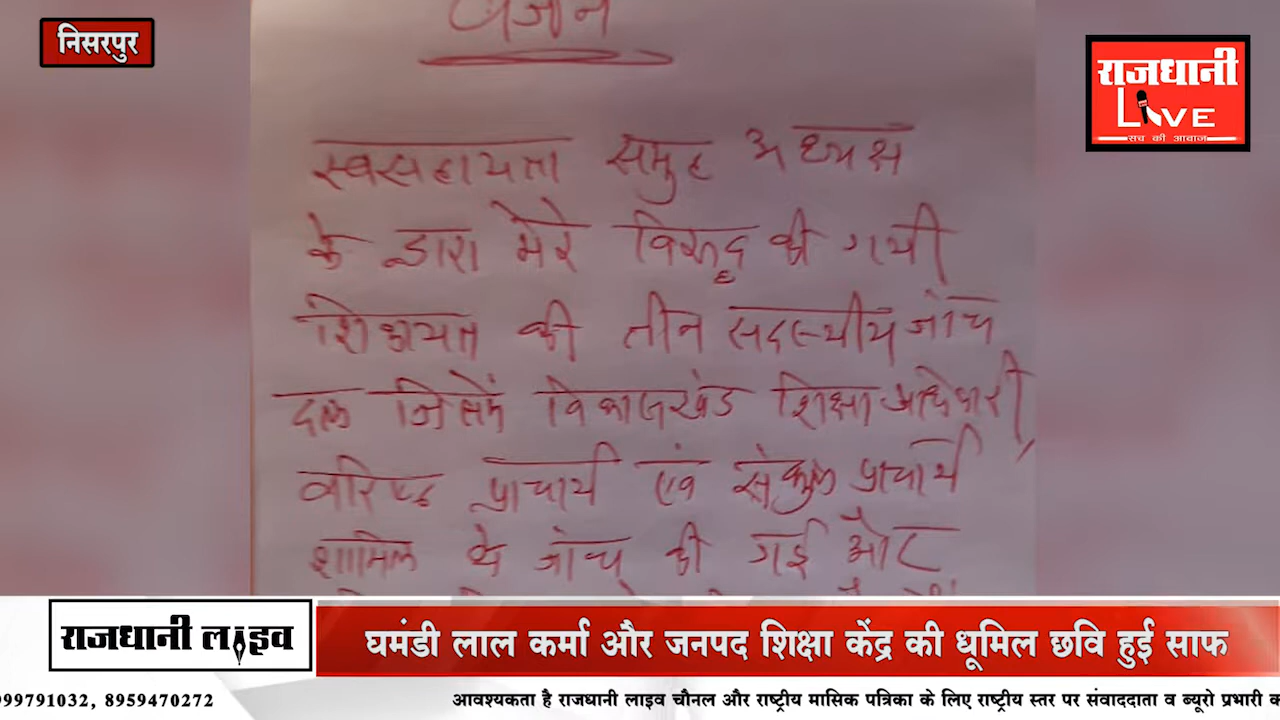 निसरपुर
राजधानी
LIVE
सच की आवाज
स्वसहायता समुह अध्यक्ष
के द्वारा मेरे विरूद्द की गयी
शिकायत की तीन सदस्यीय जांच
दल जिसमें विकासखंड शिक्षा अधिकारी,
वरिष्ठ प्राचार्य एवं संकुल प्राचार्य
शामिल थे जांच की गई और
राजधानी लाइव
घमंडी लाल कर्मा और जनपद शिक्षा केंद्र की धूमिल छवि हुई साफ
999791032, 8959470272 आवश्यकता है राजधानी लाइव चौनल और राष्ट्रीय मासिक पत्रिका के लिए राष्ट्रीय स्तर पर संवाददाता व ब्यूरो प्रभारी